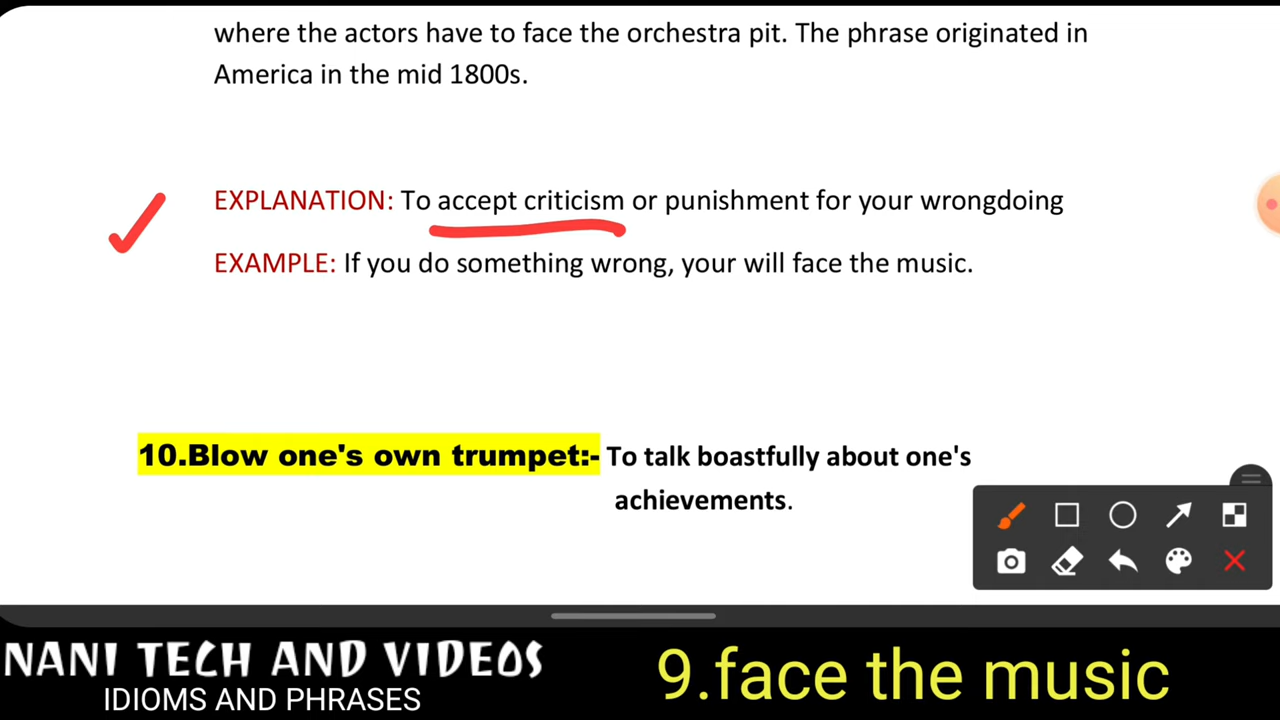 where the actors have to face the orchestra pit. The phrase originated in
America in the mid 1800s.
EXPLANATION: To accept criticism or punishment for your wrongdoing
EXAMPLE: If you do something wrong, your will face the music.
10.Blow one's own trumpet:- To talk boastfully about one's
achievements.
NANI TECH AND VIDEOS
IDIOMS AND PHRASES
9.face the music